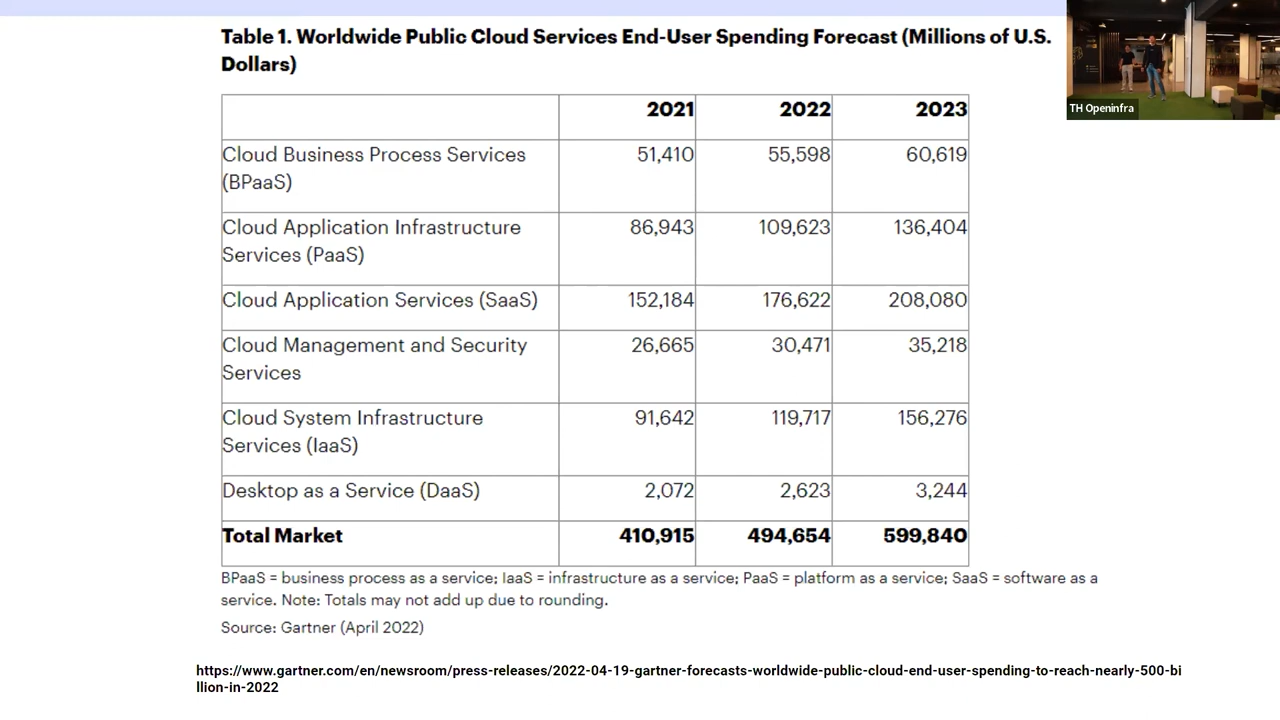 Table 1. Worldwide Public Cloud Services End-User Spending Forecast (Millions of U.S.
Dollars)
2021 2022 2023
Cloud Business Process Services 51,410 55,598 60,619
(BPaaS)
Cloud Application Infrastructure 86,943 109,623 136,404
Services (PaaS)
Cloud Application Services (SaaS) 152,184 176,622 208,080
Cloud Management and Security 26,665 30,471 35,218
Services
Cloud System Infrastructure 91,642 119,717 156,276
Services (IaaS)
Desktop as a Service (DaaS) 2,072 2,623 3,244
Total Market 410,915 494,654 599,840
BPaaS = business process as a service; IaaS = infrastructure as a service; PaaS = platform as a service; SaaS = software as a
service. Note: Totals may not add up due to rounding.
Source: Gartner (April 2022)
https://www.gartner.com/en/newsroom/press-releases/2022-04-19-gartner-forecasts-worldwide-public-cloud-end-user-spending-to-reach-nearly-500-bi
llion-in-2022
TH Openinfra